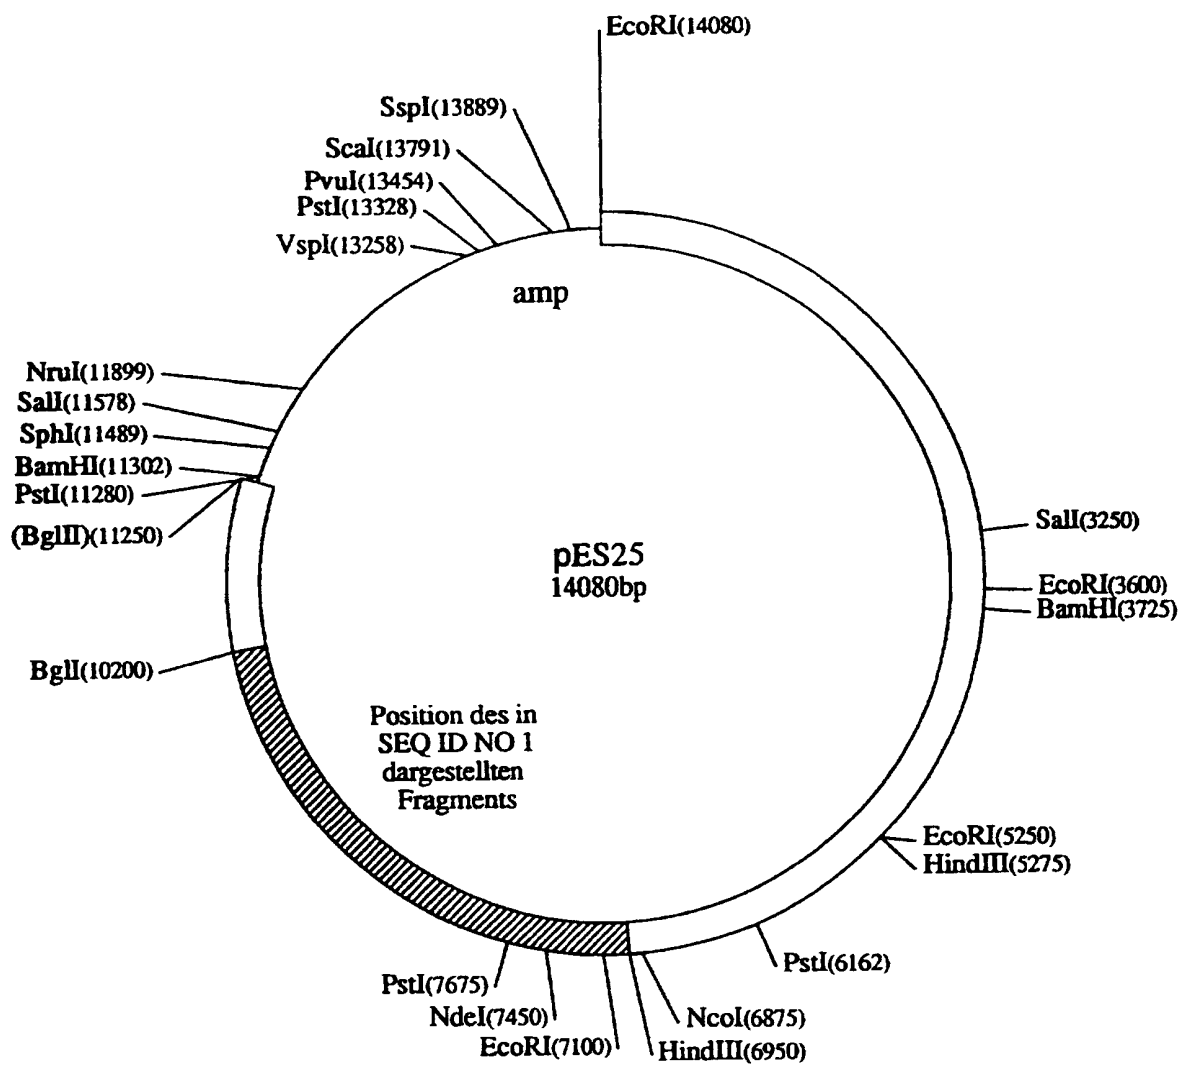 EcoRI(14080)
SspI(13889)
ScaI(13791)
PvuI(13454)
PstI(13328)
VspI(13258)
amp
NruI(11899)
SalI(11578)
SphI(11489)
BamHI(11302)
PstI(11280)
(BglII)(11250)
SalI(3250)
pES25
14080bp
EcoRI(3600)
BamHI(3725)
BglI(10200)
Position des in
SEQ ID NO 1
dargestellten
Fragments
EcoRI(5250)
HindIII(5275)
PstI(6162)
PstI(7675)
NdeI(7450)
EcoRI(7100)
NcoI(6875)
HindIII(6950)